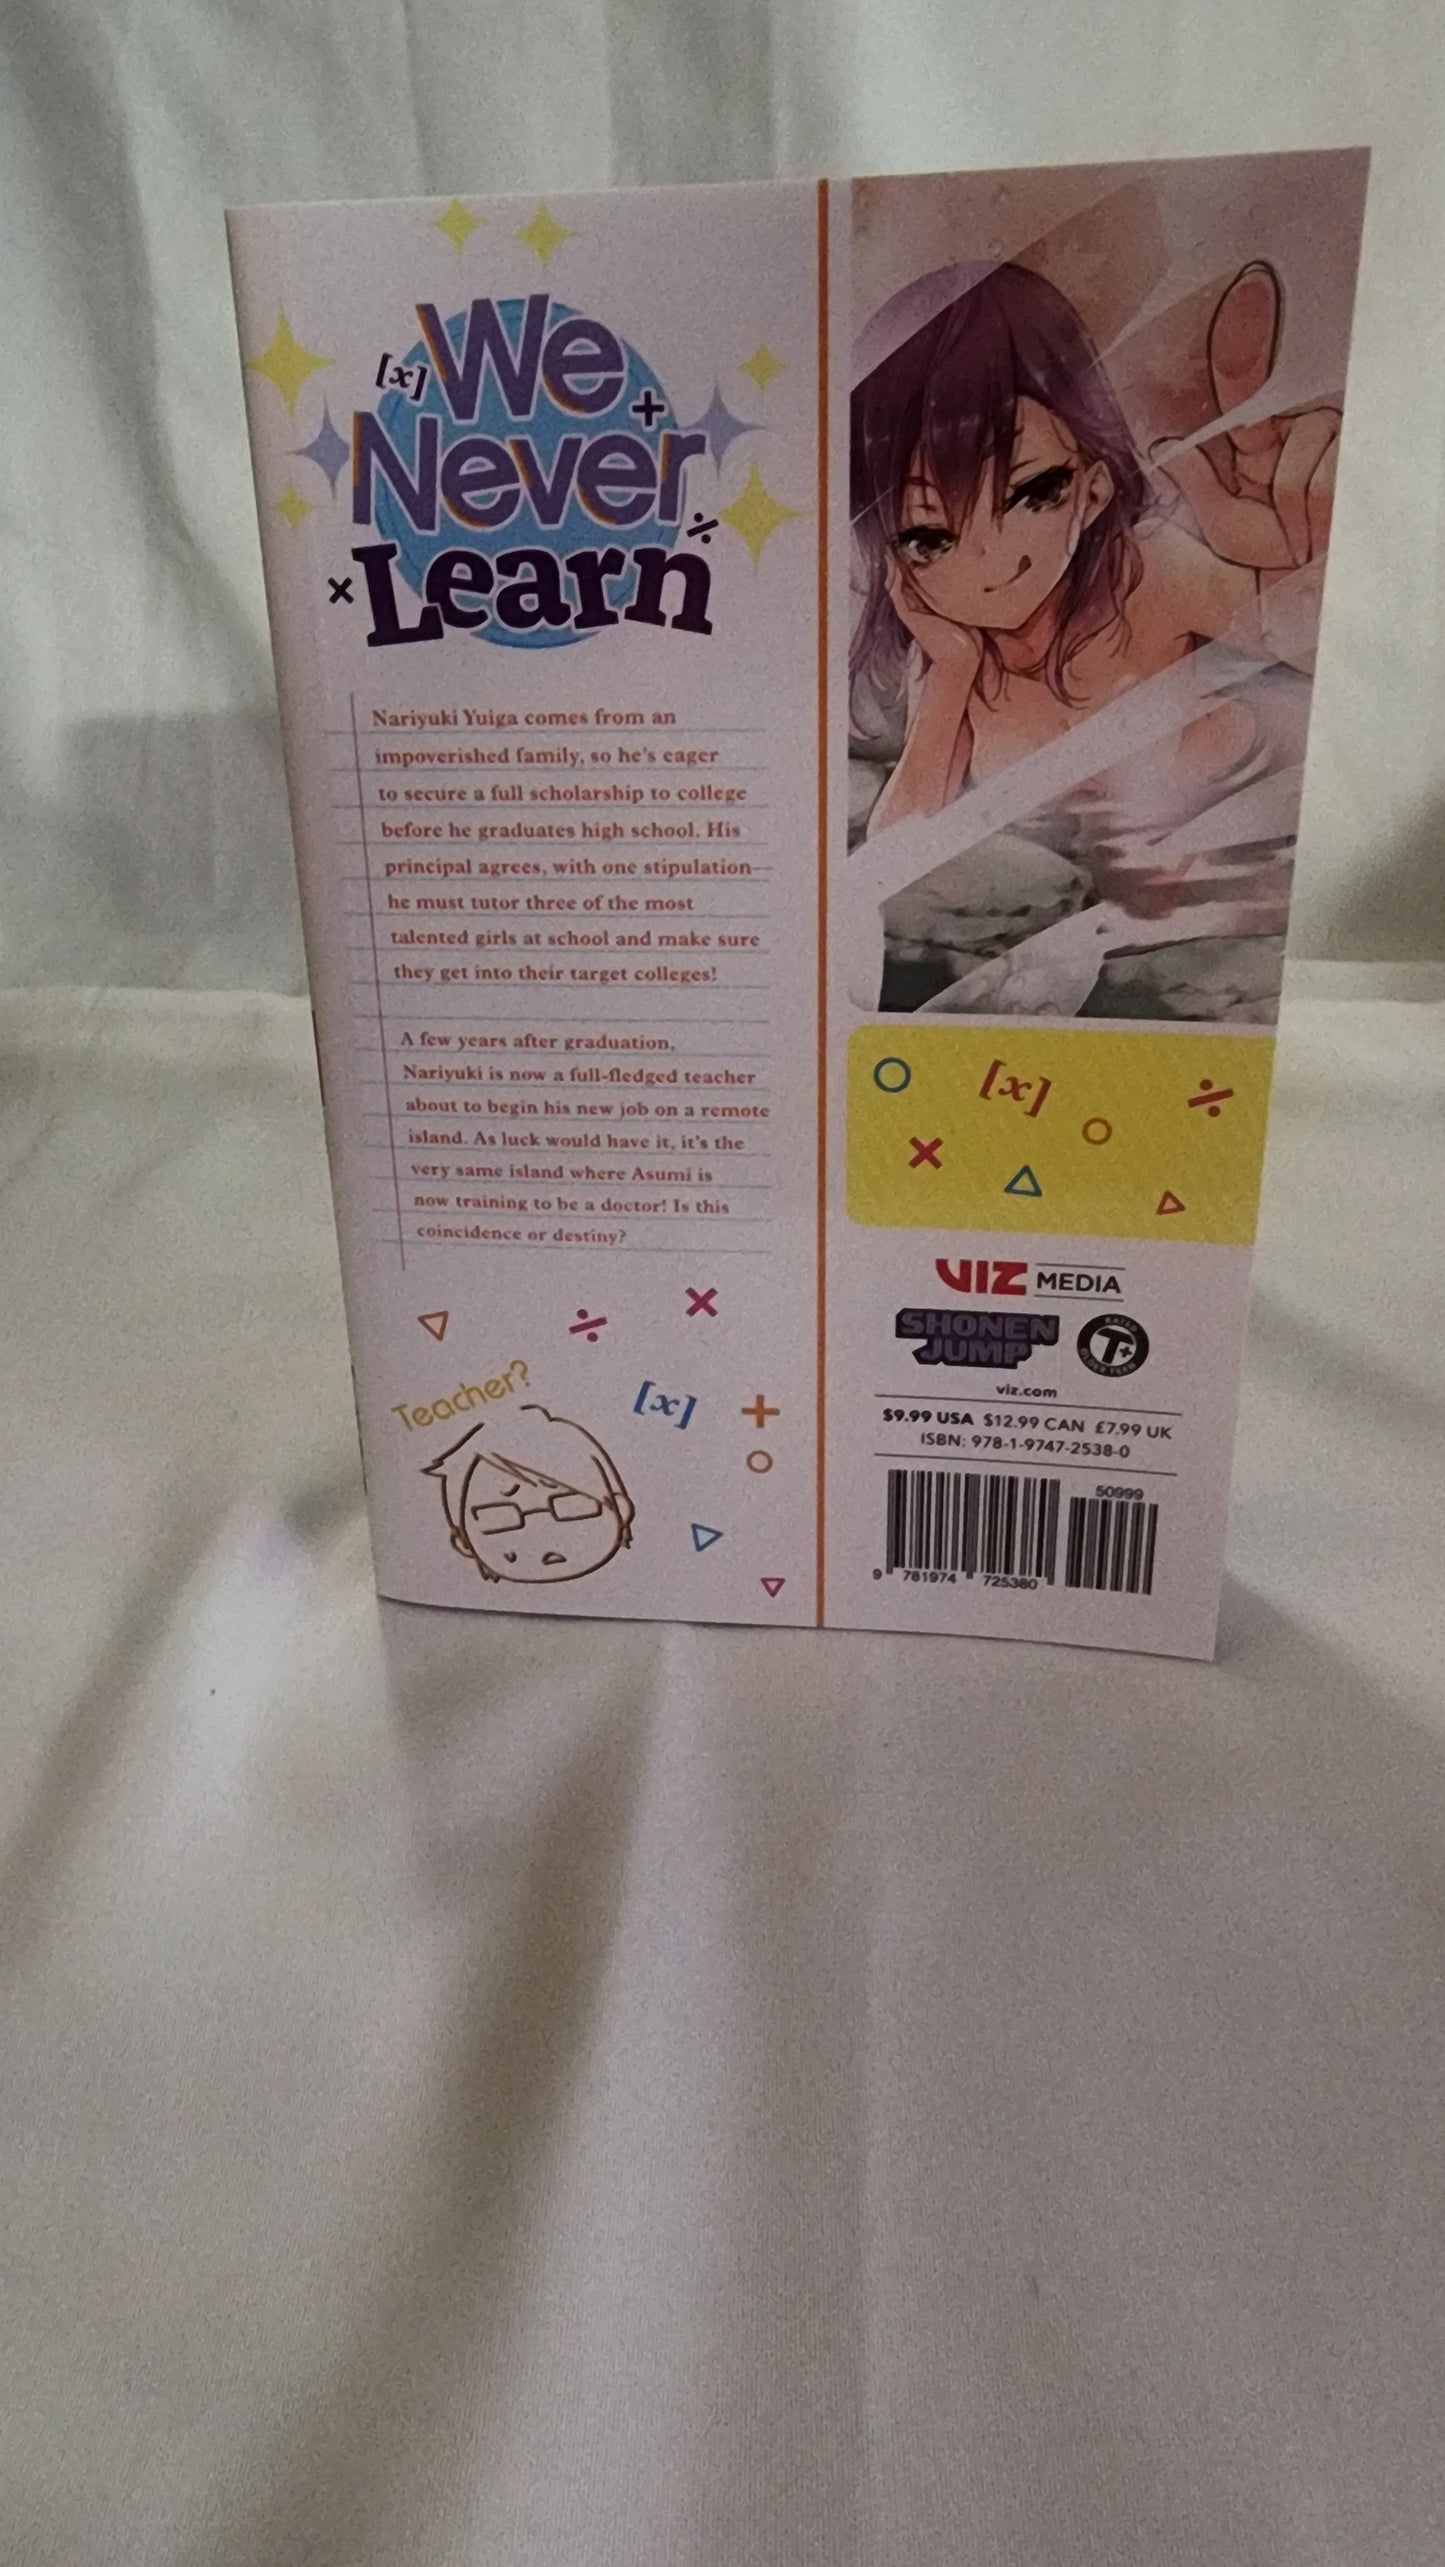 [x] We +
Never ÷
× Learn
Nariyuki Yuiga comes from an
impoverished family, so he's eager
to secure a full scholarship to college
before he graduates high school. His
principal agrees, with one stipulation—
he must tutor three of the most
talented girls at school and make sure
they get into their target colleges!
A few years after graduation,
Nariyuki is now a full-fledged teacher
about to begin his new job on a remote
island. As luck would have it, it's the
very same island where Asumi is
now training to be a doctor! Is this
coincidence or destiny?
÷ ×
Teacher?
[x] +
[x] ÷
×
VIZ MEDIA
SHONEN
JUMP
RATED
T+
OLDER TEEN
viz.com
$9.99 USA $12.99 CAN £7.99 UK
ISBN: 978-1-9747-2538-0
50999
9 781974 725380